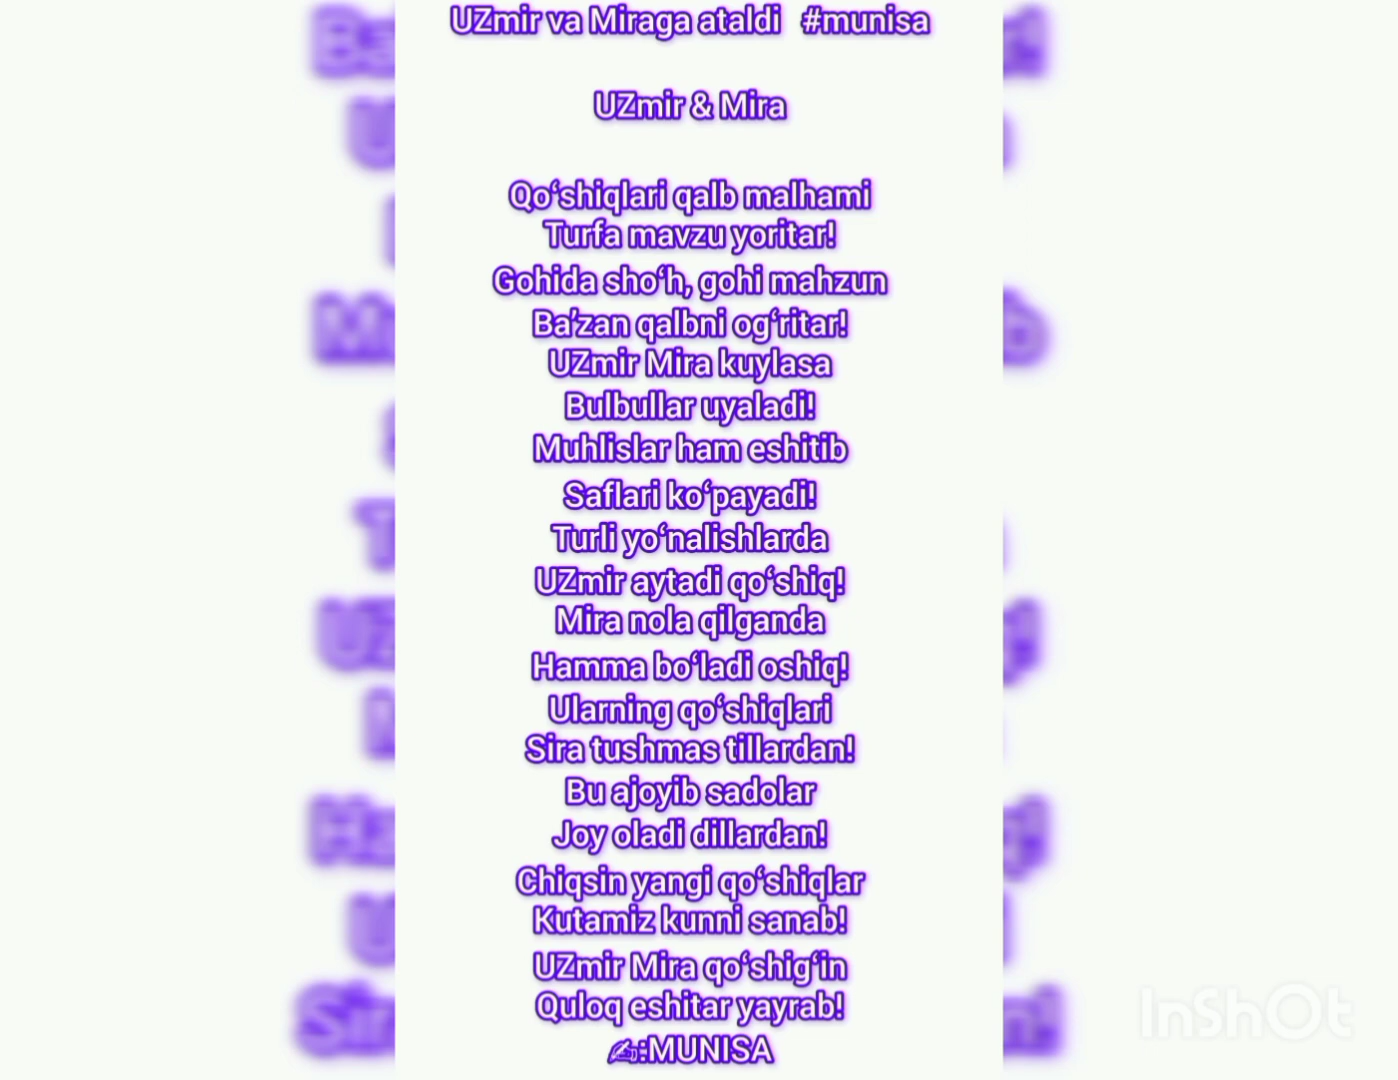 UZmir va Miraga ataldi #munisa
UZmir & Mira
Qo‘shiqlari qalb malhami
Turfa mavzu yoritar!
Gohida sho‘h, gohi mahzun
Ba’zan qalbni og‘ritar!
UZmir Mira kuylasa
Bulbullar uyaladi!
Muhlislar ham eshitib
Saflari ko‘payadi!
Turli yo‘nalishlarda
UZmir aytadi qo‘shiq!
Mira nola qilganda
Hamma bo‘ladi oshiq!
Ularning qo‘shiqlari
Sira tushmas tillardan!
Bu ajoyib sadolar
Joy oladi dillardan!
Chiqsin yangi qo‘shiqlar
Kutamiz kunni sanab!
UZmir Mira qo‘shig‘in
Quloq eshitar yayrab!
✍:MUNISA
InShOt